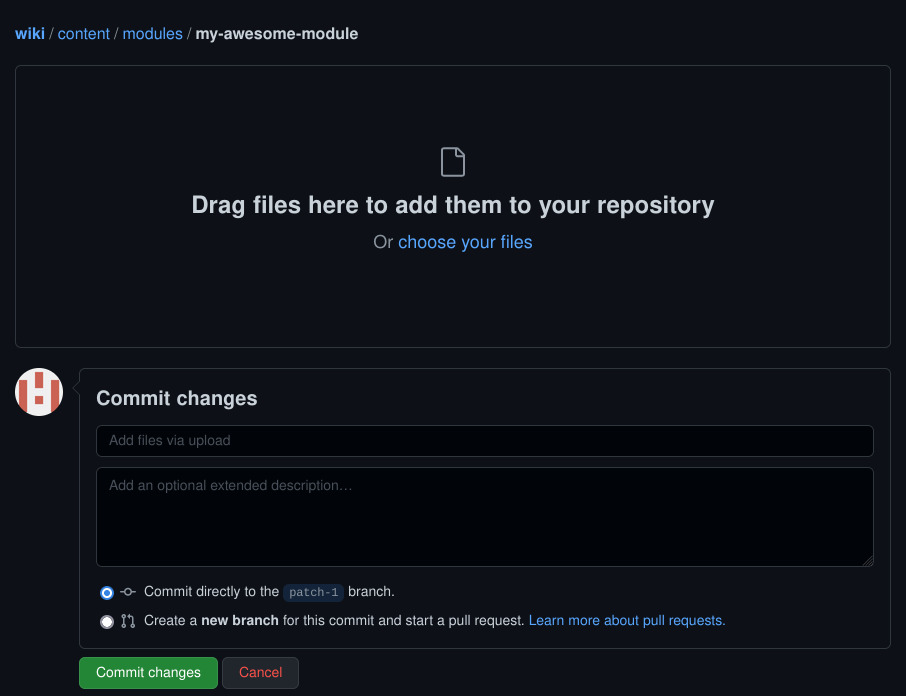 wiki / content / modules / my-awesome-module
Drag files here to add them to your repository
Or choose your files
Commit changes
Add files via upload
Add an optional extended description…
Commit directly to the patch-1 branch.
Create a new branch for this commit and start a pull request. Learn more about pull requests.
Commit changes Cancel